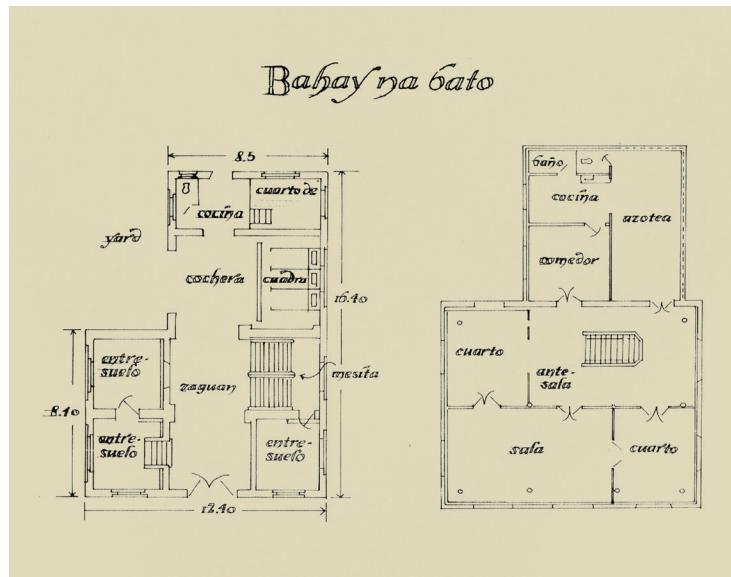 Bahay na bato
8.5
cuarto de
cocina
yard
cochera
cuadra
16.40
entre-
suelo
zaguan
mesita
8.10
entre-
suelo
entre-
suelo
12.40
baño
cocina
azotea
comedor
cuarto
ante-
sala
sala
cuarto